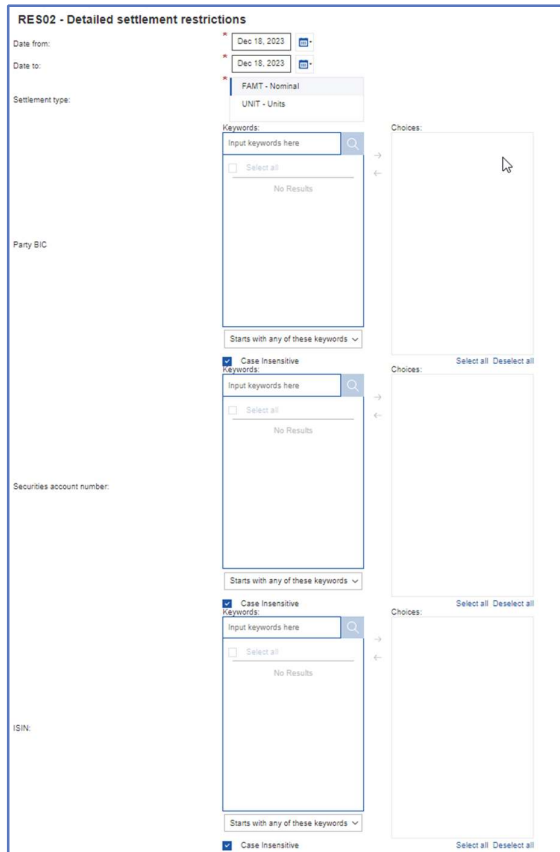 RES02 - Detailed settlement restrictions
Date from:
* Dec 18, 2023
Date to:
* Dec 18, 2023
Settlement type:
* FAMT - Nominal
UNIT - Units
Party BIC
Keywords: Choices:
Input keywords here
Select all
No Results
Starts with any of these keywords
Case Insensitive Select all Deselect all
Securities account number:
Keywords: Choices:
Input keywords here
Select all
No Results
Starts with any of these keywords
Case Insensitive Select all Deselect all
ISIN:
Keywords: Choices:
Input keywords here
Select all
No Results
Starts with any of these keywords
Case Insensitive Select all Deselect all